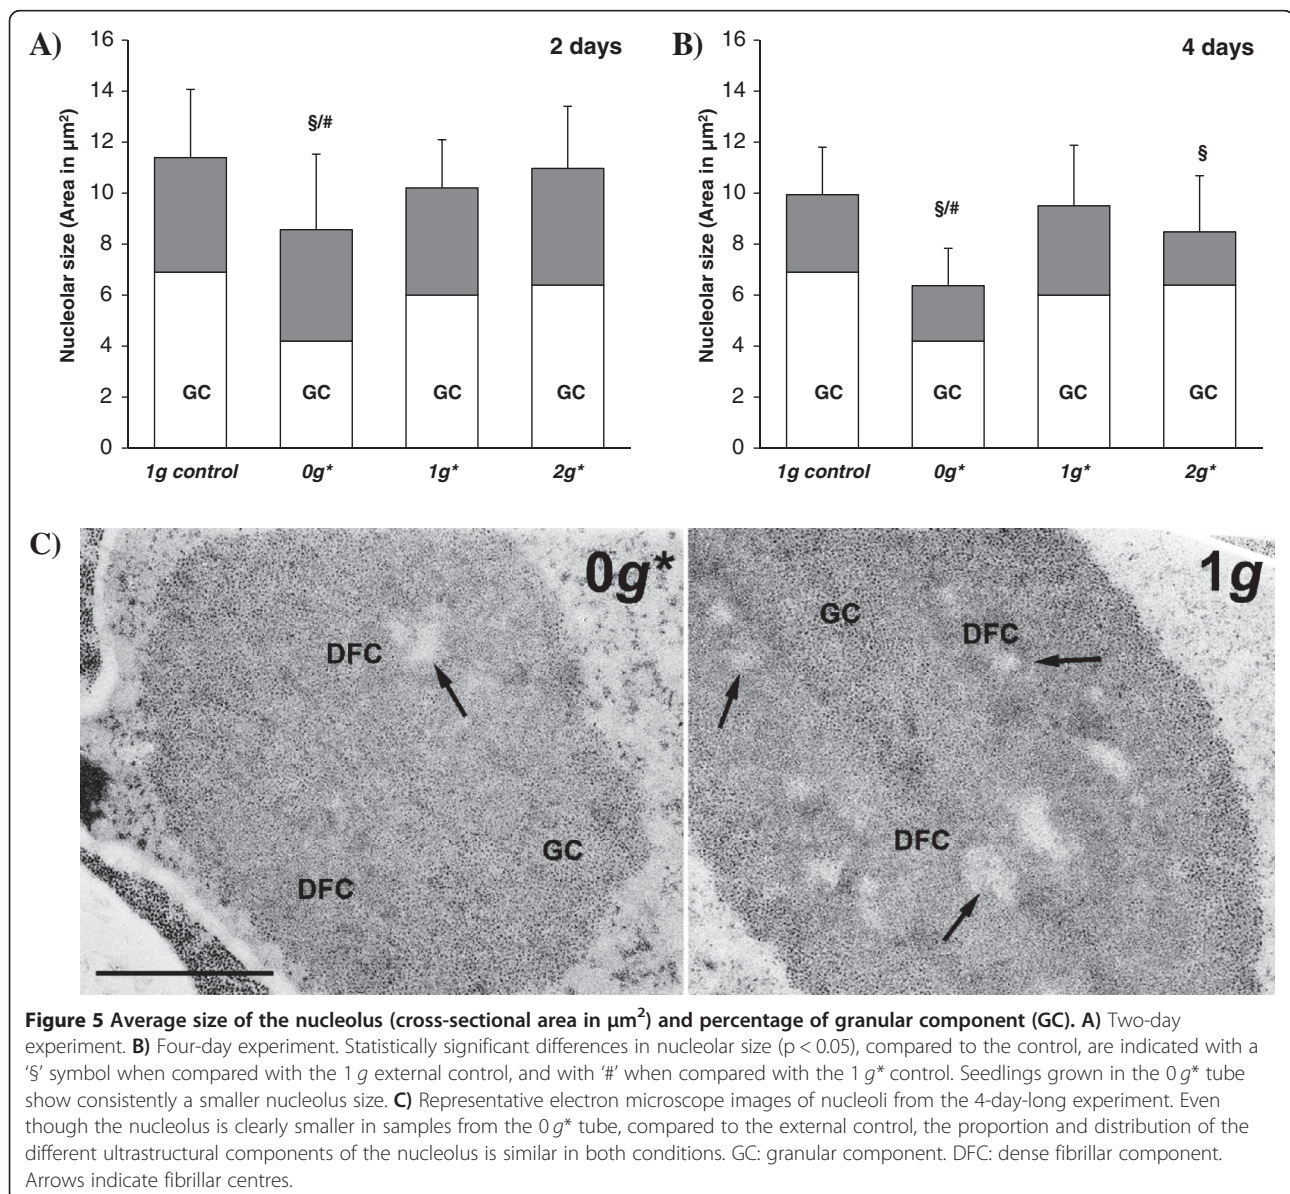 A)
2 days
Nucleolar size (Area in µm²)
16
14
12
10
8
6
4
2
0
§/#
GC GC GC GC
1g control 0g* 1g* 2g*
B)
4 days
Nucleolar size (Area in µm²)
16
14
12
10
8
6
4
2
0
§/#
§
GC GC GC GC
1g control 0g* 1g* 2g*
C)
0g*
DFC
GC
DFC
1g
GC
DFC
DFC
Figure 5 Average size of the nucleolus (cross-sectional area in µm²) and percentage of granular component (GC). A) Two-day
experiment. B) Four-day experiment. Statistically significant differences in nucleolar size (p < 0.05), compared to the control, are indicated with a
‘§’ symbol when compared with the 1 g external control, and with ‘#’ when compared with the 1 g* control. Seedlings grown in the 0 g* tube
show consistently a smaller nucleolus size. C) Representative electron microscope images of nucleoli from the 4-day-long experiment. Even
though the nucleolus is clearly smaller in samples from the 0 g* tube, compared to the external control, the proportion and distribution of the
different ultrastructural components of the nucleolus is similar in both conditions. GC: granular component. DFC: dense fibrillar component.
Arrows indicate fibrillar centres.